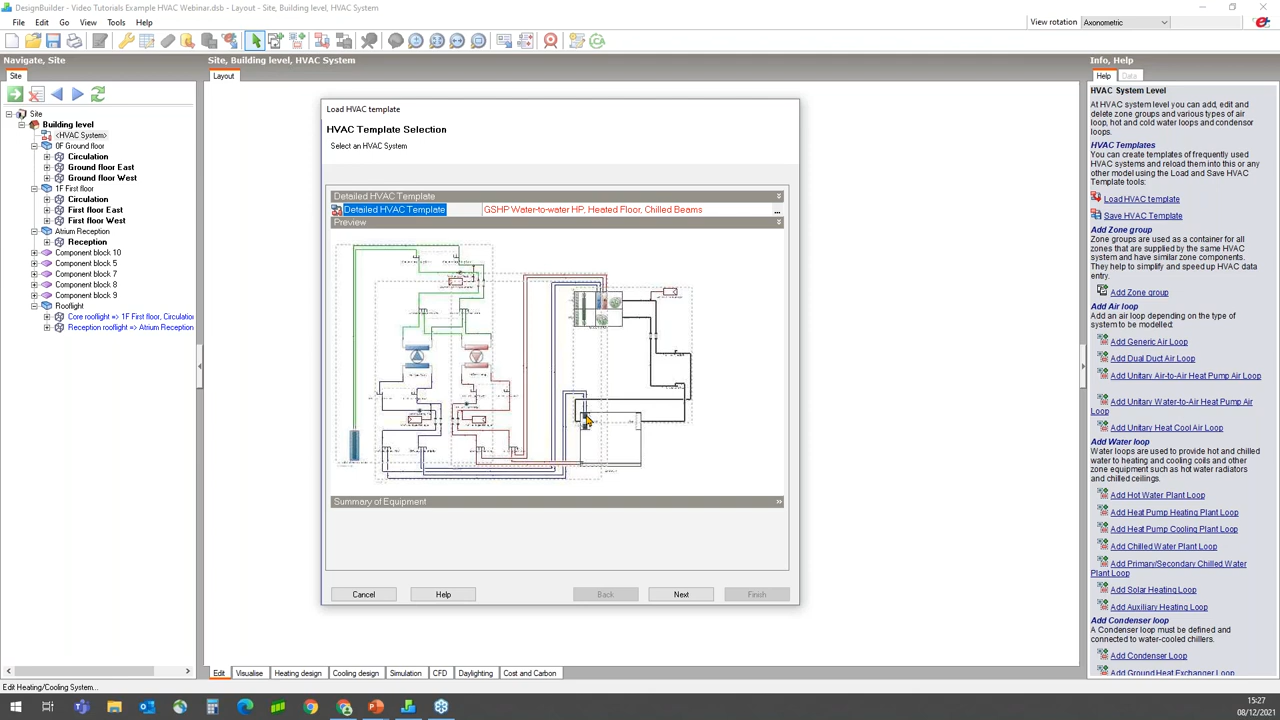 DesignBuilder - Video Tutorials Example HVAC Webinar.dsb - Layout - Site, Building level, HVAC System
File Edit Go View Tools Help
View rotation Axonometric
Navigate, Site
Site
Site
Building level
<HVAC System>
0F Ground floor
Circulation
Ground floor East
Ground floor West
1F First floor
Circulation
First floor East
First floor West
Atrium Reception
Reception
Component block 10
Component block 5
Component block 7
Component block 8
Component block 9
Rooflight
Core rooflight => 1F First floor, Circulatio
Reception rooflight => Atrium Reception
Site, Building level, HVAC System
Layout
Load HVAC template
HVAC Template Selection
Select an HVAC System
Detailed HVAC Template
Detailed HVAC Template GSHP Water-to-water HP, Heated Floor, Chilled Beams ...
Preview
Summary of Equipment
Cancel Help Back Next Finish
Edit Visualise Heating design Cooling design Simulation CFD Daylighting Cost and Carbon
Info, Help
Help Data
HVAC System Level
At HVAC system level you can add, edit and
delete zone groups and various types of air
loop, hot and cold water loops and condensor
loops.
HVAC Templates
You can create templates of frequently used
HVAC systems and reload them into this or any
other model using the Load and Save HVAC
Template tools:
Load HVAC template
Save HVAC Template
Add Zone group
Zone groups are used as a container for all
zones that are supplied by the same HVAC
system and have similar zone components.
They help to simplify and speed up HVAC data
entry.
Add Zone group
Add Air loop
Add an air loop depending on the type of
system to be modelled:
Add Generic Air Loop
Add Dual Duct Air Loop
Add Unitary Air-to-Air Heat Pump Air Loop
Add Unitary Water-to-Air Heat Pump Air
Loop
Add Unitary Heat Cool Air Loop
Add Water loop
Water loops are used to provide hot and chilled
water to heating and cooling coils and other
zone equipment such as hot water radiators
and chilled ceilings.
Add Hot Water Plant Loop
Add Heat Pump Heating Plant Loop
Add Heat Pump Cooling Plant Loop
Add Chilled Water Plant Loop
Add Primary/Secondary Chilled Water
Plant Loop
Add Solar Heating Loop
Add Auxiliary Heating Loop
Add Condenser loop
A Condenser loop must be defined and
connected to water-cooled chillers.
Add Condenser Loop
Add Ground Heat Exchanger Loop
Edit Heating/Cooling System...
15:27
08/12/2021